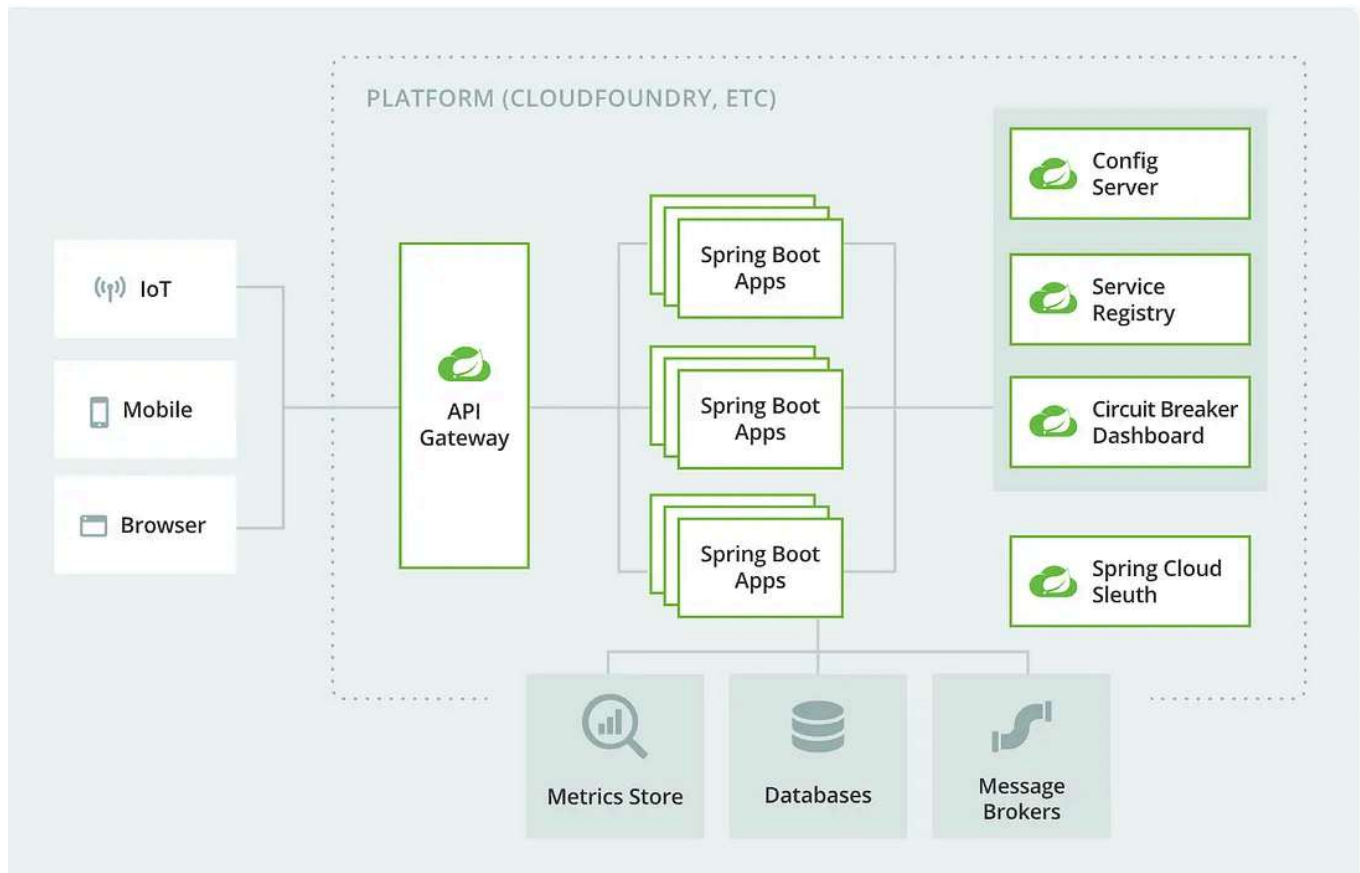 PLATFORM (CLOUDFOUNDRY, ETC)
IoT
Mobile
Browser
API
Gateway
Spring Boot
Apps
Spring Boot
Apps
Spring Boot
Apps
Config
Server
Service
Registry
Circuit Breaker
Dashboard
Spring Cloud
Sleuth
Metrics Store
Databases
Message
Brokers